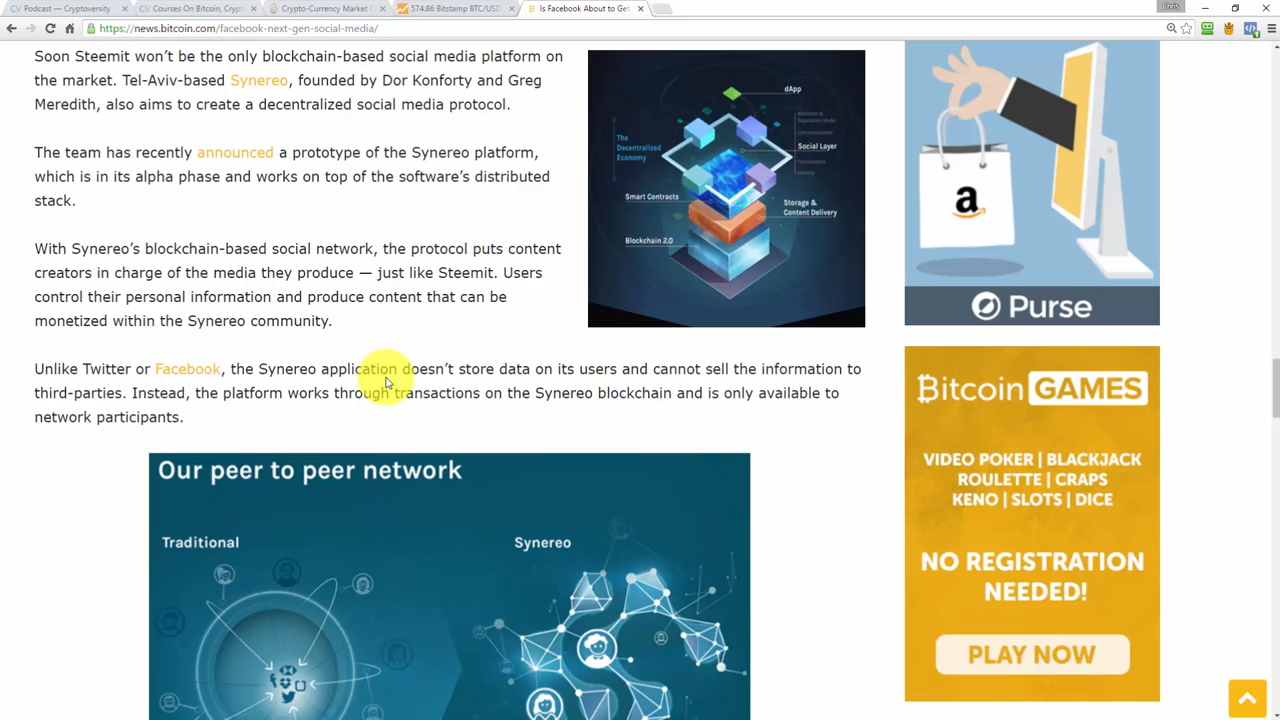 CV Podcast — Cryptoversity
CV Courses On Bitcoin, Crypt
Crypto-Currency Market C
574.86 Bitstamp BTC/USD
Is Facebook About to Get
Chris
https://news.bitcoin.com/facebook-next-gen-social-media/
Soon Steemit won’t be the only blockchain-based social media platform on
the market. Tel-Aviv-based Synereo, founded by Dor Konforty and Greg
Meredith, also aims to create a decentralized social media protocol.
The team has recently announced a prototype of the Synereo platform,
which is in its alpha phase and works on top of the software’s distributed
stack.
With Synereo’s blockchain-based social network, the protocol puts content
creators in charge of the media they produce — just like Steemit. Users
control their personal information and produce content that can be
monetized within the Synereo community.
dApp
Attention &
Reputation Model
Communication
The
Decentralized
Economy
Social Layer
Transactions
Identity
Smart Contracts
Storage &
Content Delivery
Blockchain 2.0
Unlike Twitter or Facebook, the Synereo application doesn’t store data on its users and cannot sell the information to
third-parties. Instead, the platform works through transactions on the Synereo blockchain and is only available to
network participants.
Our peer to peer network
Traditional
Synereo
a
Purse
Bitcoin GAMES
VIDEO POKER | BLACKJACK
ROULETTE | CRAPS
KENO | SLOTS | DICE
NO REGISTRATION
NEEDED!
PLAY NOW